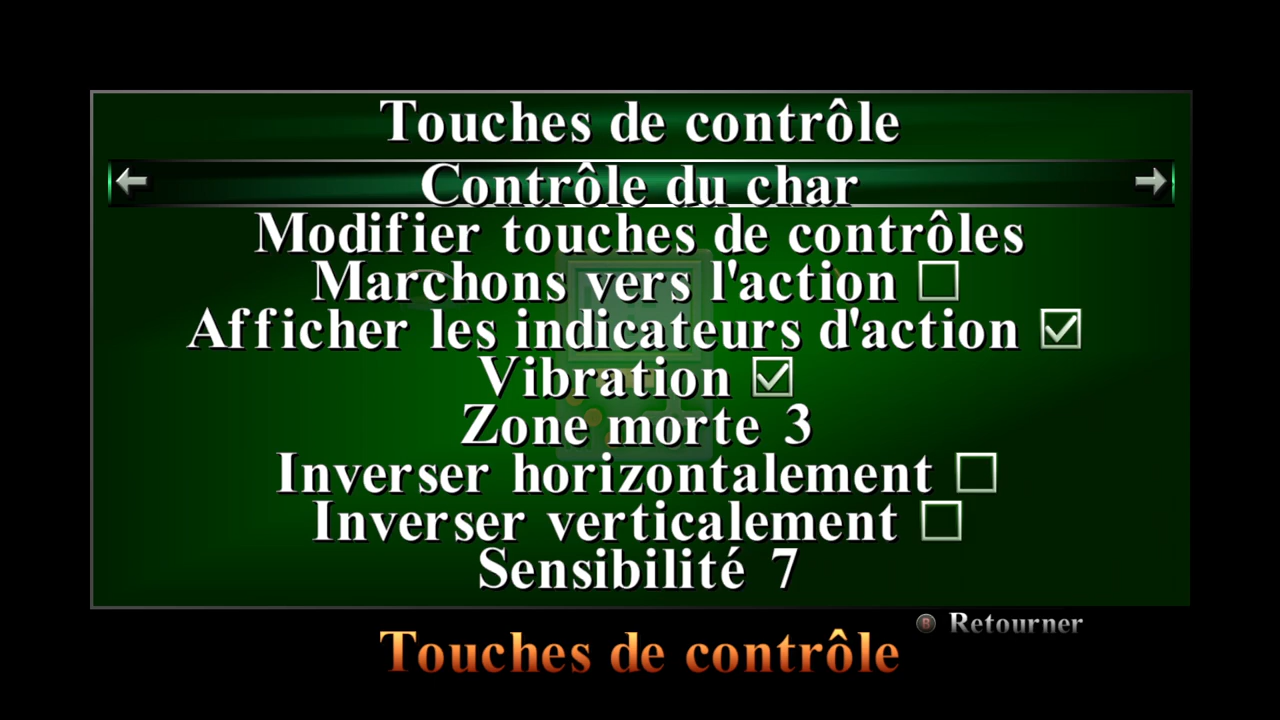 Touches de contrôle
Contrôle du char
Modifier touches de contrôles
Marchons vers l'action
Afficher les indicateurs d'action
Vibration
Zone morte 3
Inverser horizontalement
Inverser verticalement
Sensibilité 7
B Retourner
Touches de contrôle